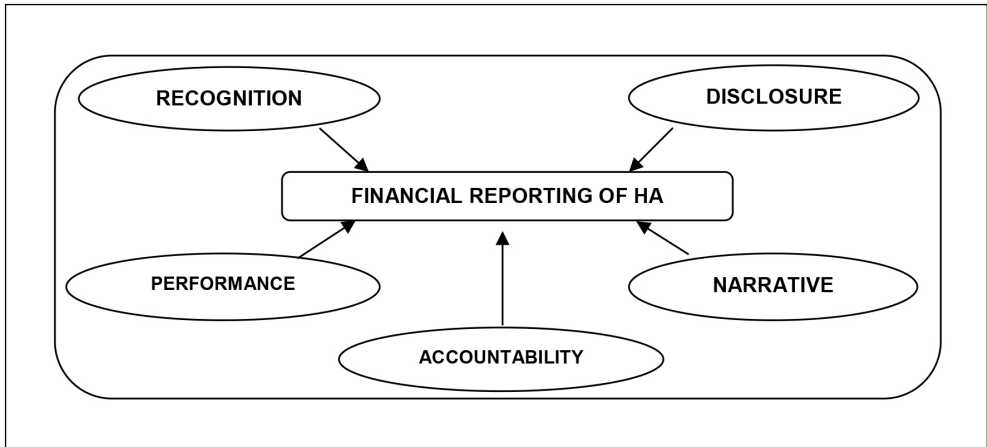 RECOGNITION
DISCLOSURE
FINANCIAL REPORTING OF HA
PERFORMANCE
NARRATIVE
ACCOUNTABILITY